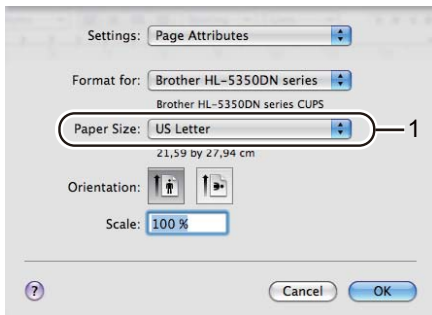 Settings: Page Attributes
Format for: Brother HL-5350DN series
Brother HL-5350DN series CUPS
Paper Size: US Letter 1
21,59 by 27,94 cm
Orientation:
Scale: 100 %
? Cancel OK